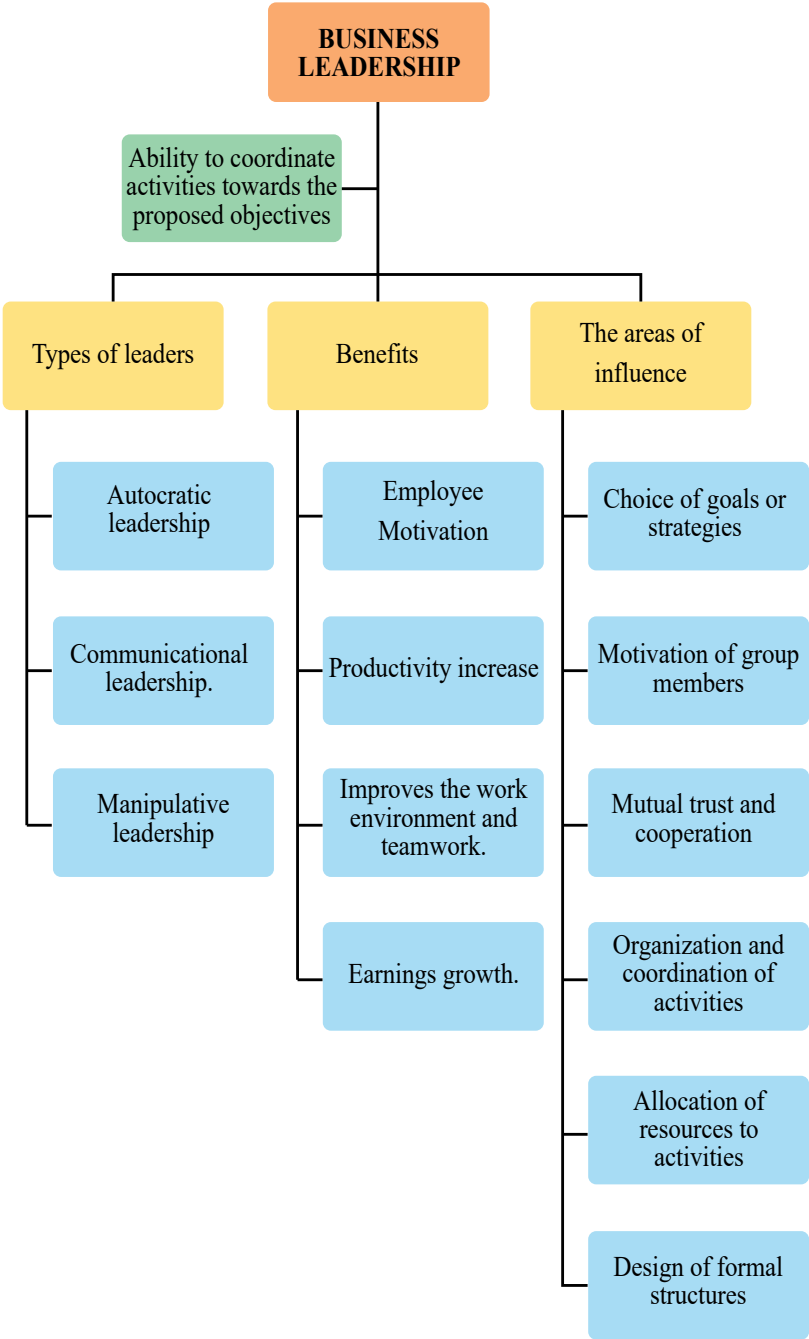 BUSINESS
LEADERSHIP
Ability to coordinate
activities towards the
proposed objectives
Types of leaders
Autocratic
leadership
Communicational
leadership.
Manipulative
leadership
Benefits
Employee
Motivation
Productivity increase
Improves the work
environment and
teamwork.
Earnings growth.
The areas of
influence
Choice of goals or
strategies
Motivation of group
members
Mutual trust and
cooperation
Organization and
coordination of
activities
Allocation of
resources to
activities
Design of formal
structures